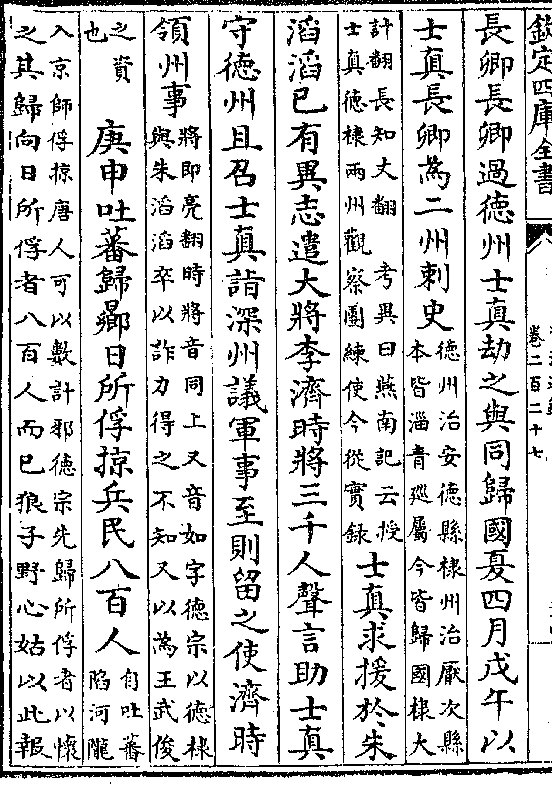 欽定四庫全書
卷二百二十七
長卿長卿過德州士真劫之與同歸國夏四月戊午以
士真長卿為二州刺史
德州治安德縣棣州治厭次縣
本皆淄青廵屬今皆歸國棣大
計翻長知丈翻 考異曰燕南記云授
士真德棣兩州觀察團練使今從實録
士真求援於朱
滔滔已有異志遣大將李濟時將三千人聲言助士真
守德州且召士真詣深州議軍事至則留之使濟時
領州事
將即亮翻時將音同上又音如字德宗以德棣
與朱滔滔卒以詐力得之不知又以為王武俊
之資
也
庚申吐蕃歸曏日所俘掠兵民八百人
自吐蕃
陷河隴
入京師俘掠唐人可以數計邪德宗先歸所俘者以懷
之其歸向日所俘者八百人而已狼子野心姑以此報